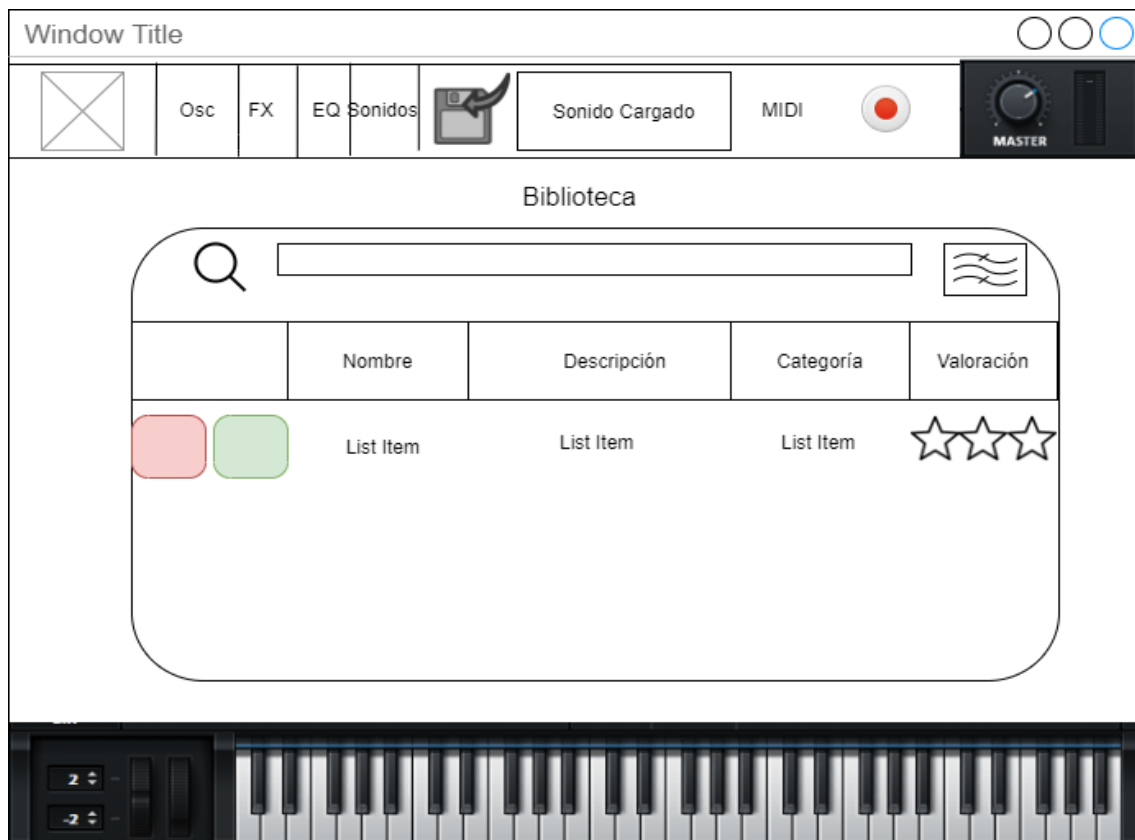 Window Title
Osc FX EQ Sonidos Sonido Cargado MIDI
MASTER
Biblioteca
Nombre Descripción Categoría Valoración
List Item List Item List Item
2
-2